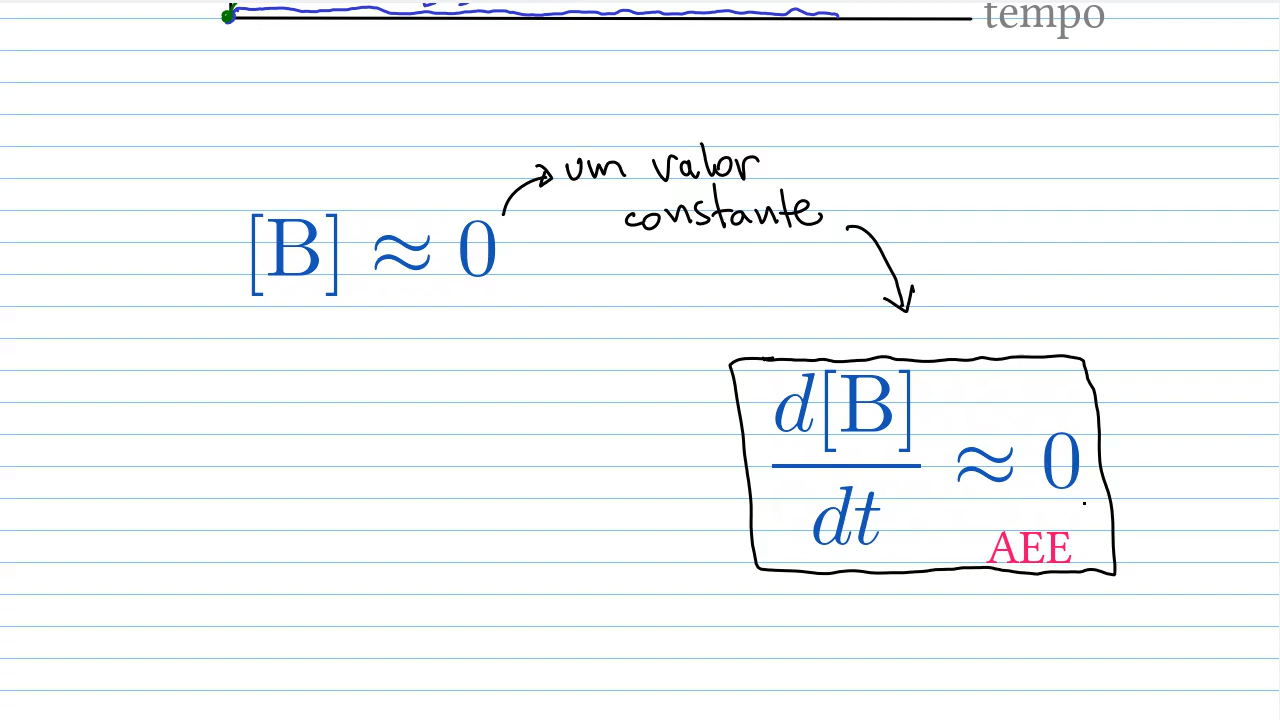 tempo
um valor
constante
[B] ≈ 0
d[B]
dt
≈ 0
AEE